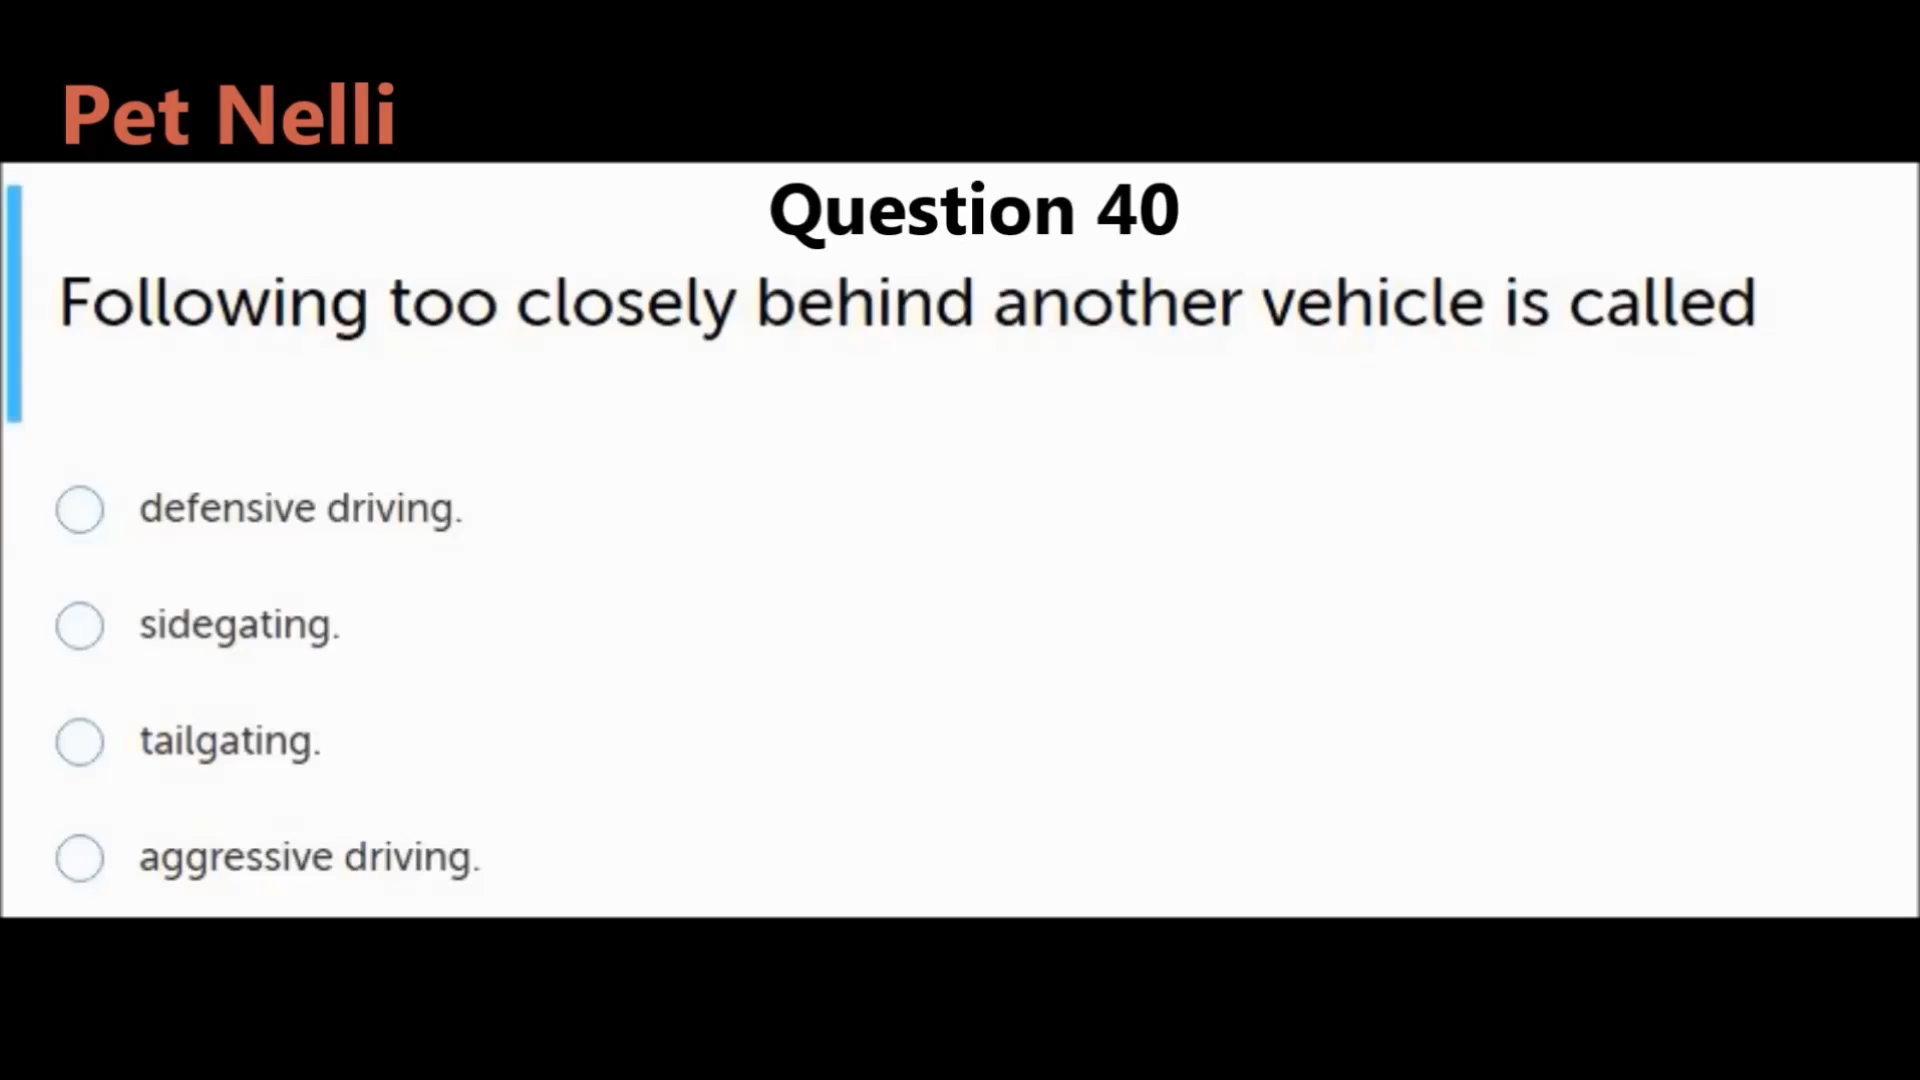 Pet Nelli
Question 40
Following too closely behind another vehicle is called
defensive driving.
sidegating.
tailgating.
aggressive driving.